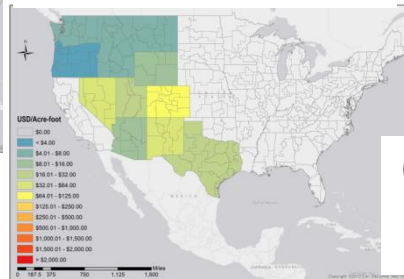 USD/Acre-foot
$0.00
< $4.00
$4.01 - $8.00
$8.01 - $16.00
$16.01 - $32.00
$32.01 - $64.00
$64.01 - $125.00
$125.01 - $250.00
$250.01 - $500.00
$500.01 - $1,000.00
$1,000.01 - $1,500.00
$1,500.01 - $2,000.00
> $2,000.00
MEXICO
Miles
0 187.5 375 750 1,125 1,500